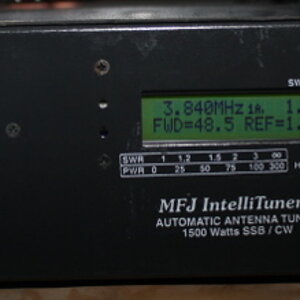 SW
3.840MHz 1A. 1.
FWD=48.5 REF=1.
SWR 1 1.2 1.5 2 3 ∞
PWR 0 25 50 75 100 300 H
MFJ IntelliTuner
AUTOMATIC ANTENNA TUN
1500 Watts SSB / CW